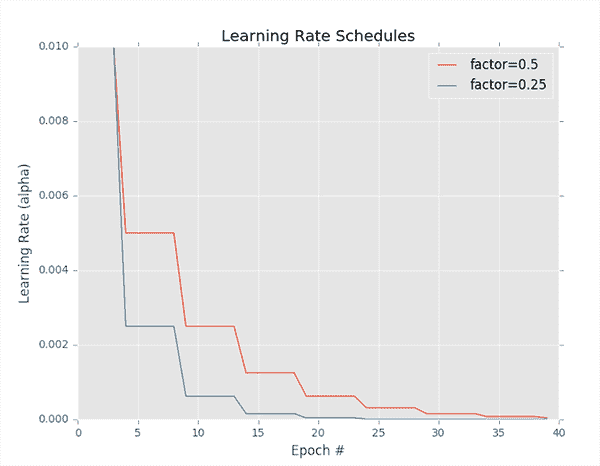 Learning Rate Schedules
factor=0.5
factor=0.25
0.010
0.008
0.006
0.004
0.002
0.000
Learning Rate (alpha)
0 5 10 15 20 25 30 35 40
Epoch #